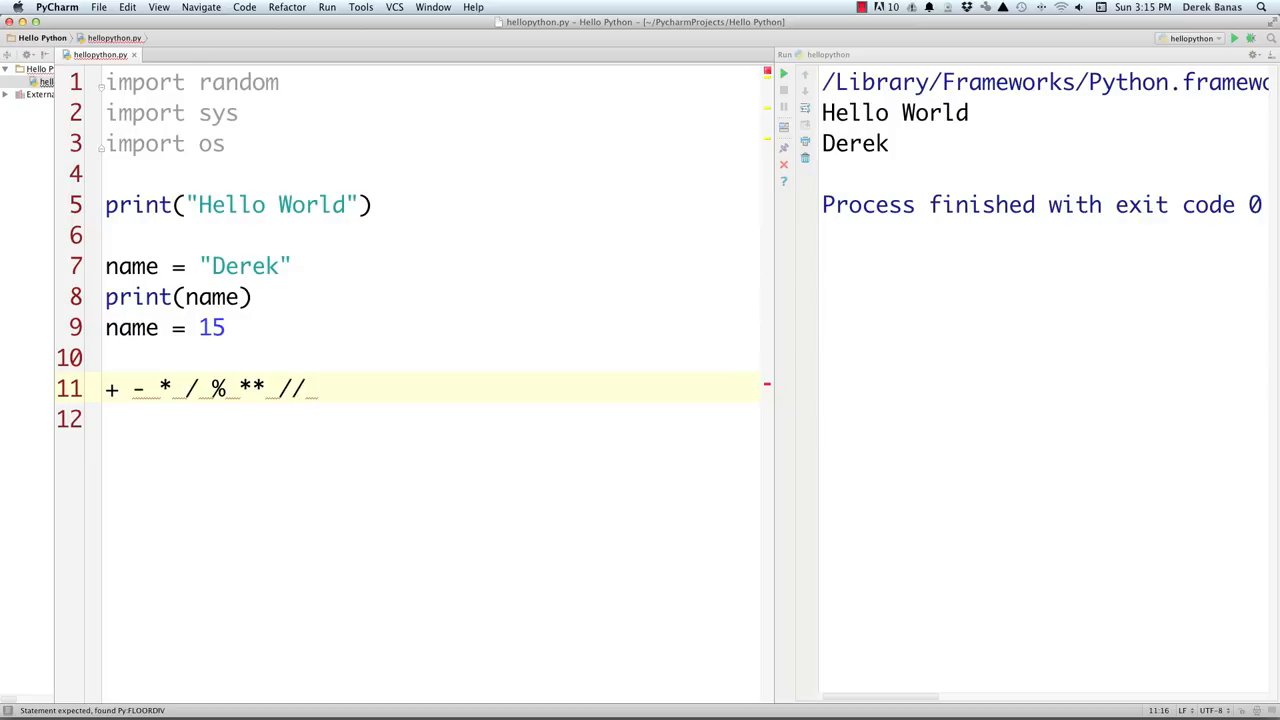 PyCharm File Edit View Navigate Code Refactor Run Tools VCS Window Help 10 Sun 3:15 PM Derek Banas
hellopython.py – Hello Python – [~/PycharmProjects/Hello Python]
Hello Python hellopython.py hellopython
hellopython.py × Run hellopython
Hello P
hell
Externa
1 import random
2 import sys
3 import os
4
5 print("Hello World")
6
7 name = "Derek"
8 print(name)
9 name = 15
10
11 + - * / % ** //
12
/Library/Frameworks/Python.framewo
Hello World
Derek
Process finished with exit code 0
Statement expected, found Py:FLOORDIV 11:16 LF UTF-8